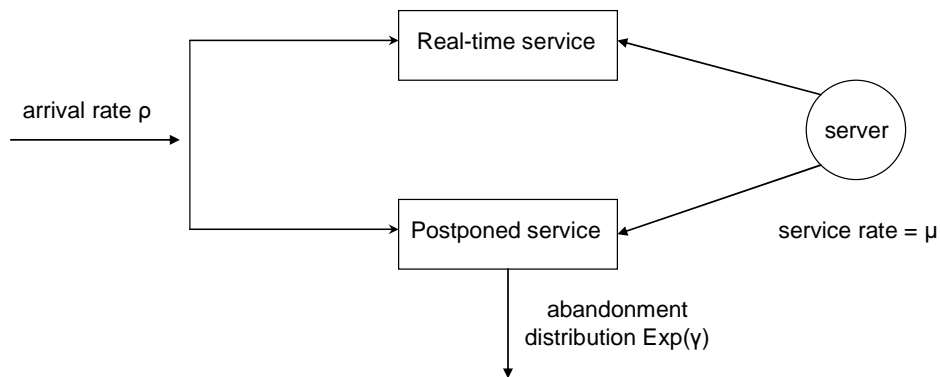 Real-time service
arrival rate ρ
server
Postponed service
service rate = μ
abandonment
distribution Exp(γ)